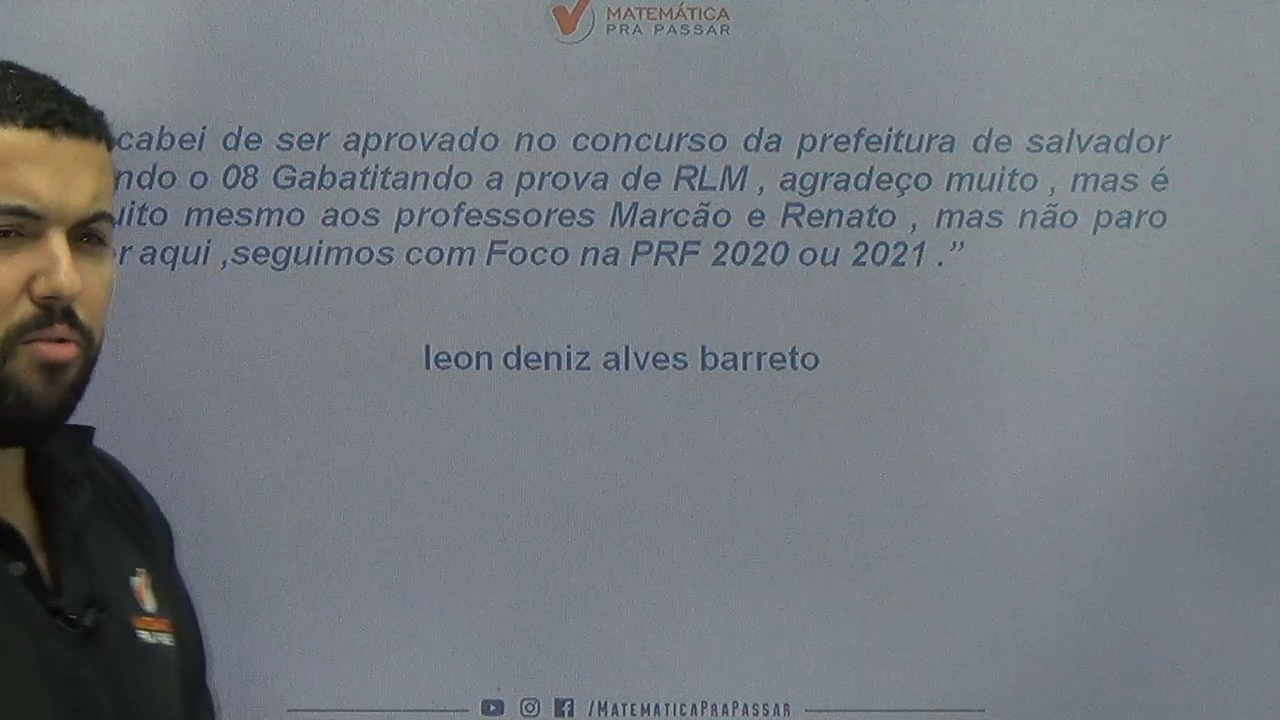 MATEMÁTICA
PRA PASSAR
cabei de ser aprovado no concurso da prefeitura de salvador
ndo o 08 Gabatitando a prova de RLM , agradeço muito , mas é
uito mesmo aos professores Marcão e Renato , mas não paro
r aqui ,seguimos com Foco na PRF 2020 ou 2021 .”
leon deniz alves barreto
/MATEMATICAPRAPASSAR